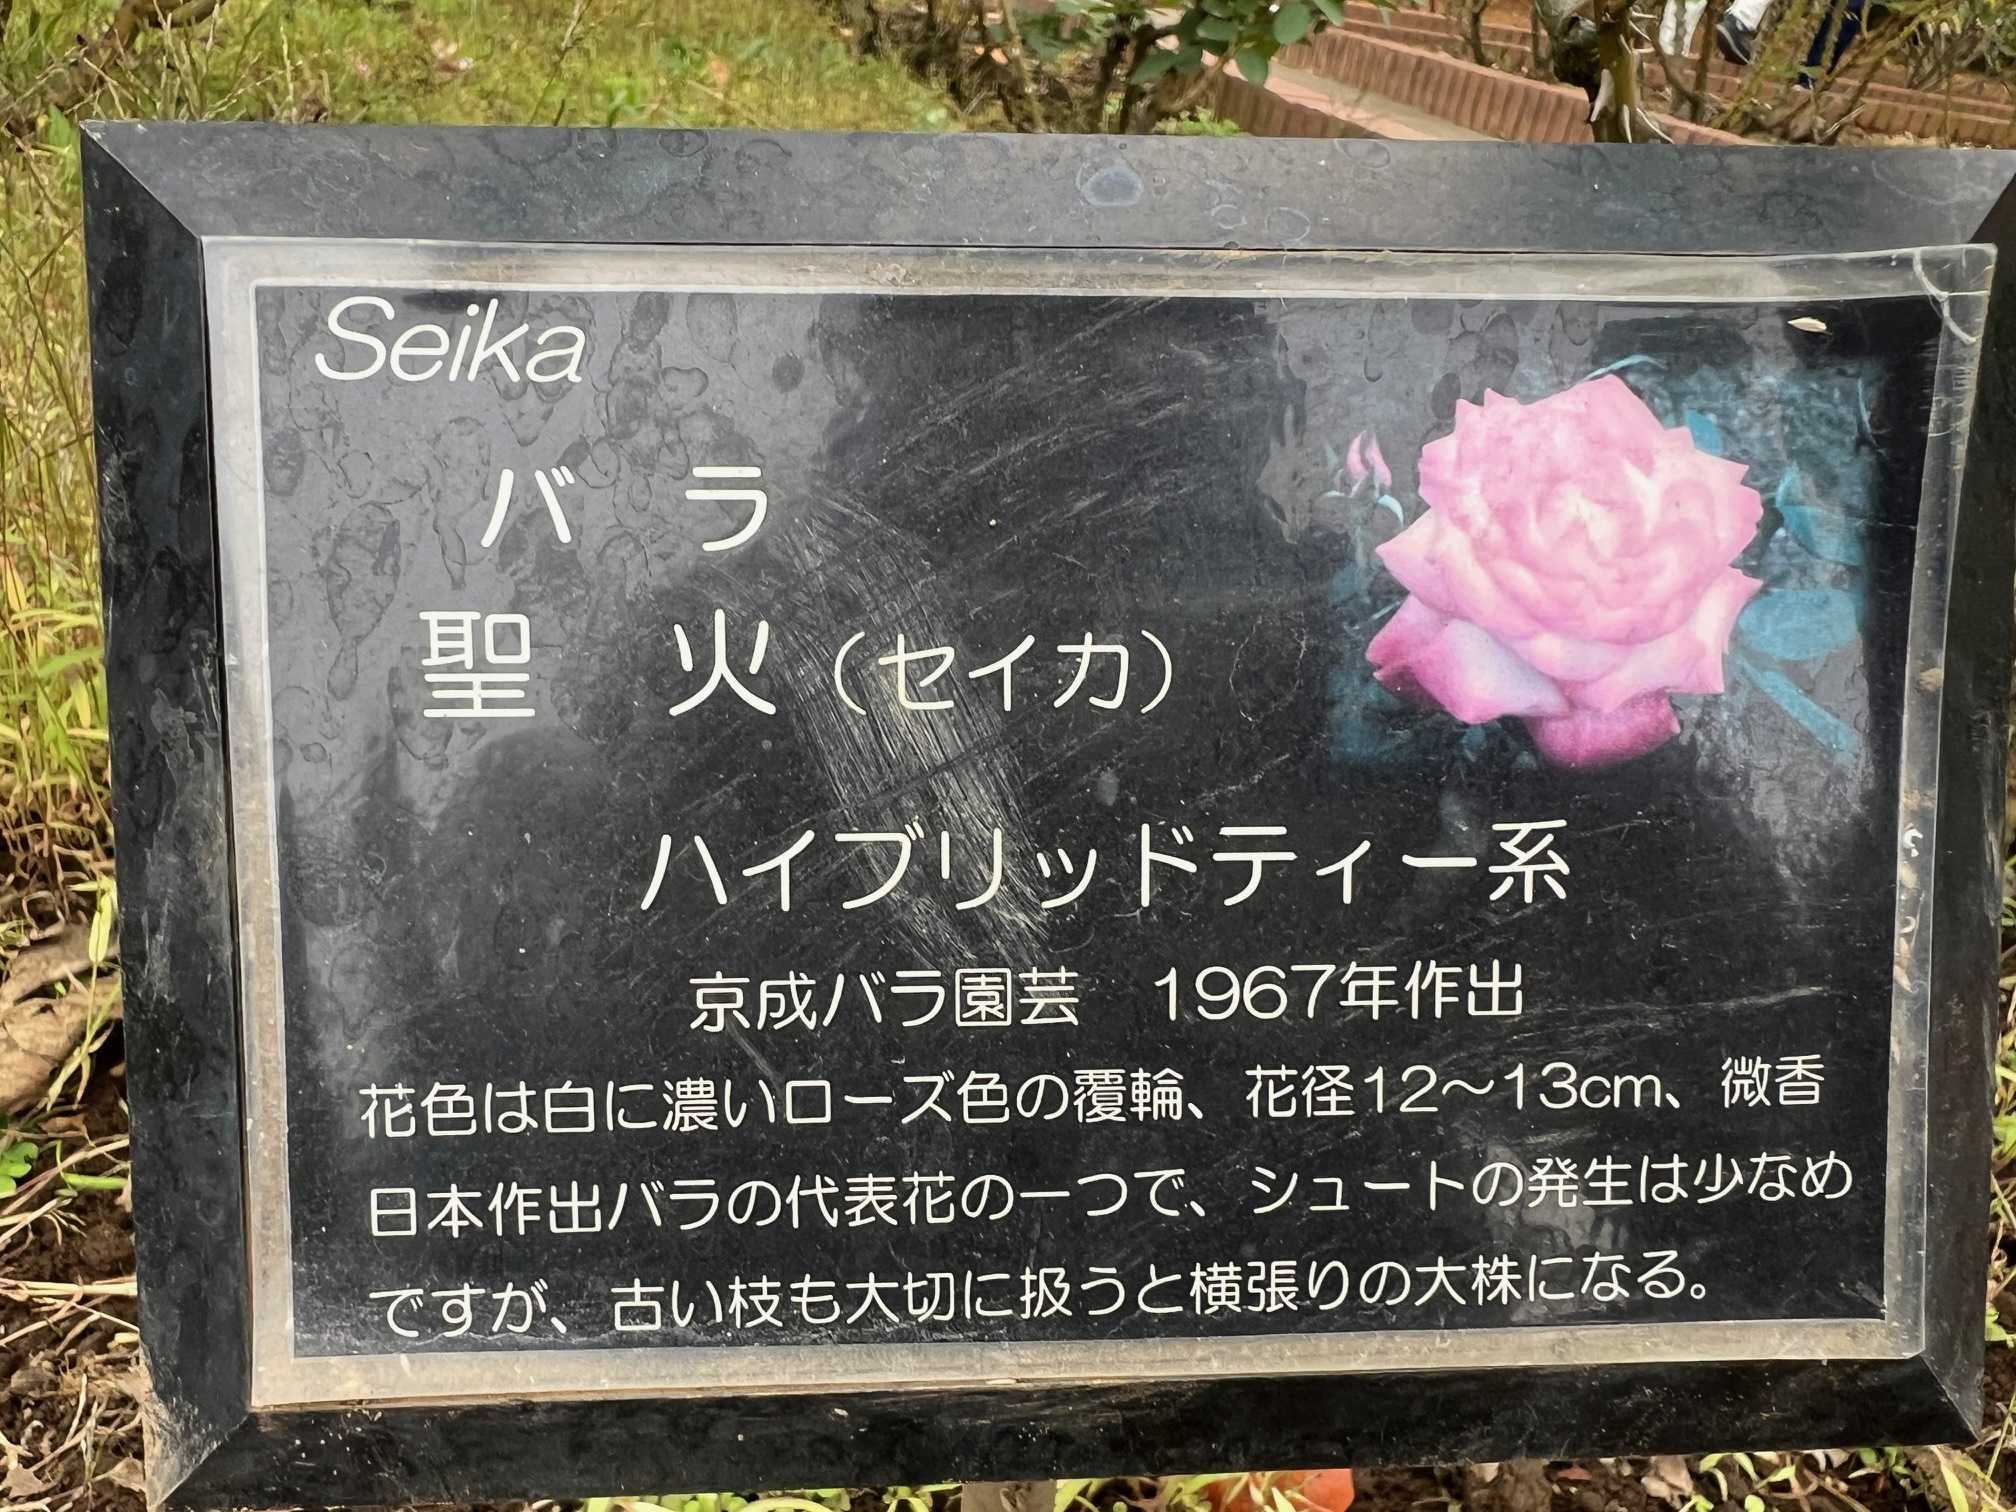 Seika
バラ
聖火（セイカ）
ハイブリッドティー系
京成バラ園芸　1967年作出
花色は白に濃いローズ色の覆輪、花径12～13cm、微香
日本作出バラの代表花の一つで、シュートの発生は少なめ
ですが、古い枝も大切に扱うと横張りの大株になる。